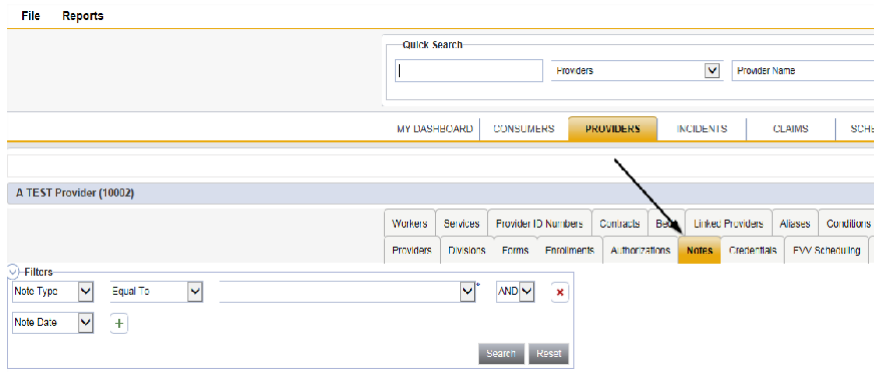 File Reports
Quick Search
Providers Provider Name
MY DASHBOARD CONSUMERS PROVIDERS INCIDENTS CLAIMS SCHE
A TEST Provider (10002)
Workers Services Provider ID Numbers Contracts Linked Providers Aliases Conditions
Providers Divisions Forms Enrollments Authorizations Notes Credentials EVV Scheduling
Filters
Note Type Equal To * AND
Note Date
Search Reset